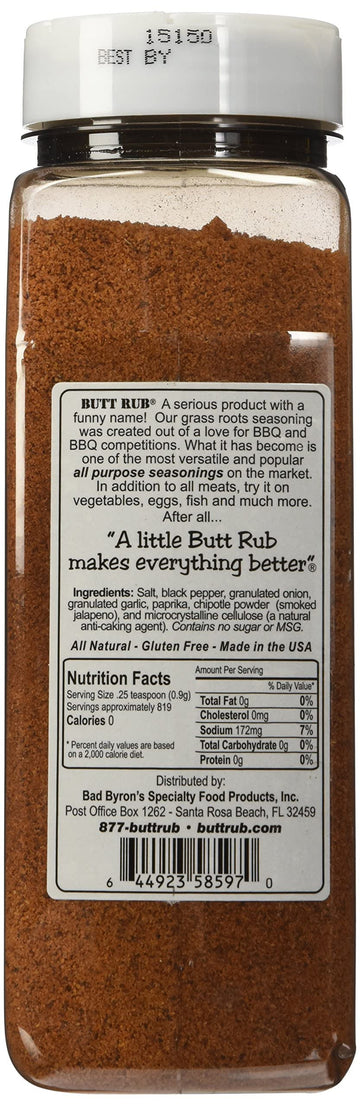 15150
BEST BY
BUTT RUB® A serious product with a
funny name! Our grass roots seasoning
was created out of a love for BBQ and
BBQ competitions. What it has become is
one of the most versatile and popular
all purpose seasonings on the market.
In addition to all meats, try it on
vegetables, eggs, fish and much more.
After all...
"A little Butt Rub
makes everything better"®
Ingredients: Salt, black pepper, granulated onion,
granulated garlic, paprika, chipotle powder (smoked
jalapeno), and microcrystalline cellulose (a natural
anti-caking agent). Contains no sugar or MSG.
All Natural - Gluten Free - Made in the USA
Nutrition Facts
Serving Size .25 teaspoon (0.9g)
Servings approximately 819
Calories 0
*Percent daily values are based
on a 2,000 calorie diet.
Amount Per Serving
% Daily Value*
Total Fat 0g 0%
Cholesterol 0mg 0%
Sodium 172mg 7%
Total Carbohydrate 0g 0%
Protein 0g 0%
Distributed by:
Bad Byron's Specialty Food Products, Inc.
Post Office Box 1262 - Santa Rosa Beach, FL 32459
877-buttrub • buttrub.com
6 44923 58597 0